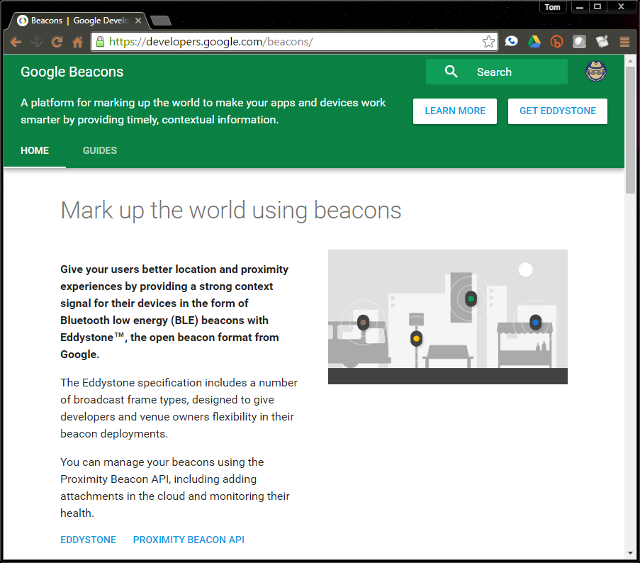 Tom
Beacons | Google Develo
https://developers.google.com/beacons/
Google Beacons
Search
A platform for marking up the world to make your apps and devices work
smarter by providing timely, contextual information.
LEARN MORE
GET EDDYSTONE
HOME
GUIDES
Mark up the world using beacons
Give your users better location and proximity
experiences by providing a strong context
signal for their devices in the form of
Bluetooth low energy (BLE) beacons with
Eddystone™, the open beacon format from
Google.
The Eddystone specification includes a number
of broadcast frame types, designed to give
developers and venue owners flexibility in their
beacon deployments.
You can manage your beacons using the
Proximity Beacon API, including adding
attachments in the cloud and monitoring their
health.
EDDYSTONE
PROXIMITY BEACON API